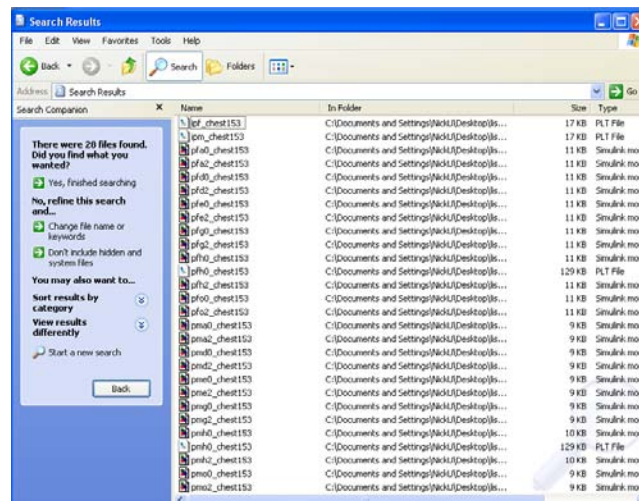 Search Results
File Edit View Favorites Tools Help
Back Search Folders
Address Search Results Go
Search Companion
There were 28 files found.
Did you find what you
wanted?
Yes, finished searching
No, refine this search
and...
Change file name or
keywords
Don't include hidden and
system files
You may also want to...
Sort results by
category
View results
differently
Start a new search
Back
Name In Folder Size Type
ipf_chest153 C:\Documents and Settings\NickU\Desktop\lis... 17 KB PLT File
ipm_chest153 C:\Documents and Settings\NickU\Desktop\lis... 17 KB PLT File
pfa0_chest153 C:\Documents and Settings\NickU\Desktop\lis... 11 KB Simulink mo
pfa2_chest153 C:\Documents and Settings\NickU\Desktop\lis... 11 KB Simulink mo
pfd0_chest153 C:\Documents and Settings\NickU\Desktop\lis... 11 KB Simulink mo
pfd2_chest153 C:\Documents and Settings\NickU\Desktop\lis... 11 KB Simulink mo
pfe0_chest153 C:\Documents and Settings\NickU\Desktop\lis... 11 KB Simulink mo
pfe2_chest153 C:\Documents and Settings\NickU\Desktop\lis... 11 KB Simulink mo
pfg0_chest153 C:\Documents and Settings\NickU\Desktop\lis... 11 KB Simulink mo
pfg2_chest153 C:\Documents and Settings\NickU\Desktop\lis... 11 KB Simulink mo
pfh0_chest153 C:\Documents and Settings\NickU\Desktop\lis... 11 KB Simulink mo
pfh0_chest153 C:\Documents and Settings\NickU\Desktop\lis... 129 KB PLT File
pfh2_chest153 C:\Documents and Settings\NickU\Desktop\lis... 11 KB Simulink mo
pfo0_chest153 C:\Documents and Settings\NickU\Desktop\lis... 11 KB Simulink mo
pfo2_chest153 C:\Documents and Settings\NickU\Desktop\lis... 11 KB Simulink mo
pma0_chest153 C:\Documents and Settings\NickU\Desktop\lis... 9 KB Simulink mo
pma2_chest153 C:\Documents and Settings\NickU\Desktop\lis... 9 KB Simulink mo
pmd0_chest153 C:\Documents and Settings\NickU\Desktop\lis... 9 KB Simulink mo
pmd2_chest153 C:\Documents and Settings\NickU\Desktop\lis... 9 KB Simulink mo
pme0_chest153 C:\Documents and Settings\NickU\Desktop\lis... 9 KB Simulink mo
pme2_chest153 C:\Documents and Settings\NickU\Desktop\lis... 9 KB Simulink mo
pmg0_chest153 C:\Documents and Settings\NickU\Desktop\lis... 9 KB Simulink mo
pmg2_chest153 C:\Documents and Settings\NickU\Desktop\lis... 9 KB Simulink mo
pmh0_chest153 C:\Documents and Settings\NickU\Desktop\lis... 10 KB Simulink mo
pmh0_chest153 C:\Documents and Settings\NickU\Desktop\lis... 129 KB PLT File
pmh2_chest153 C:\Documents and Settings\NickU\Desktop\lis... 10 KB Simulink mo
pmo0_chest153 C:\Documents and Settings\NickU\Desktop\lis... 9 KB Simulink mo
pmo2_chest153 C:\Documents and Settings\NickU\Desktop\lis... 9 KB Simulink mo